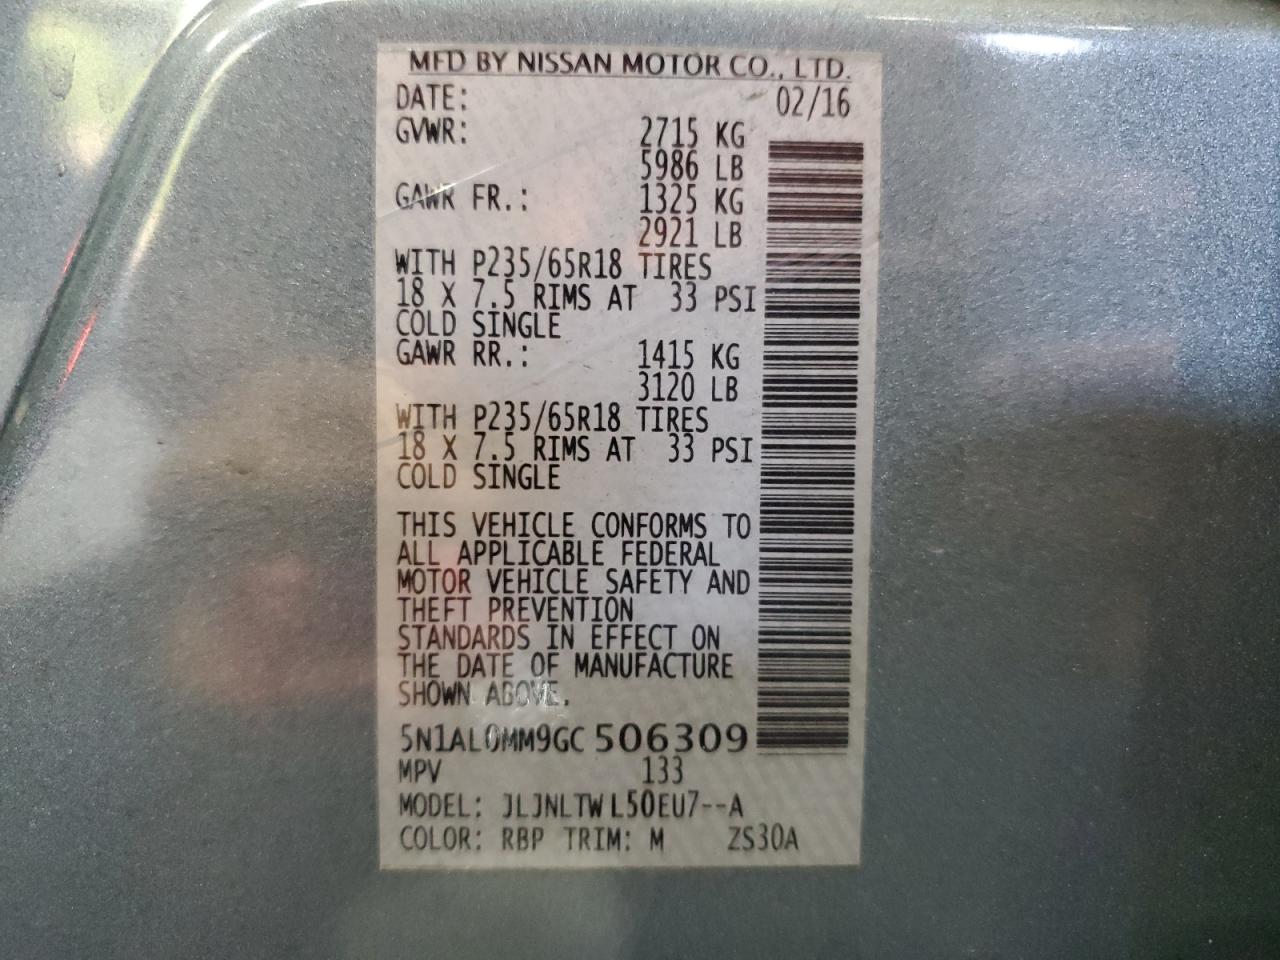 MFD BY NISSAN MOTOR CO., LTD.
DATE: 02/16
GVWR: 2715 KG
5986 LB
GAWR FR.: 1325 KG
2921 LB
WITH P235/65R18 TIRES
18 X 7.5 RIMS AT 33 PSI
COLD SINGLE
GAWR RR.: 1415 KG
3120 LB
WITH P235/65R18 TIRES
18 X 7.5 RIMS AT 33 PSI
COLD SINGLE
THIS VEHICLE CONFORMS TO
ALL APPLICABLE FEDERAL
MOTOR VEHICLE SAFETY AND
THEFT PREVENTION
STANDARDS IN EFFECT ON
THE DATE OF MANUFACTURE
SHOWN ABOVE.
5N1AL0MM9GC 506309
MPV 133
MODEL: JLJNLTW L50EU7--A
COLOR: RBP TRIM: M ZS30A